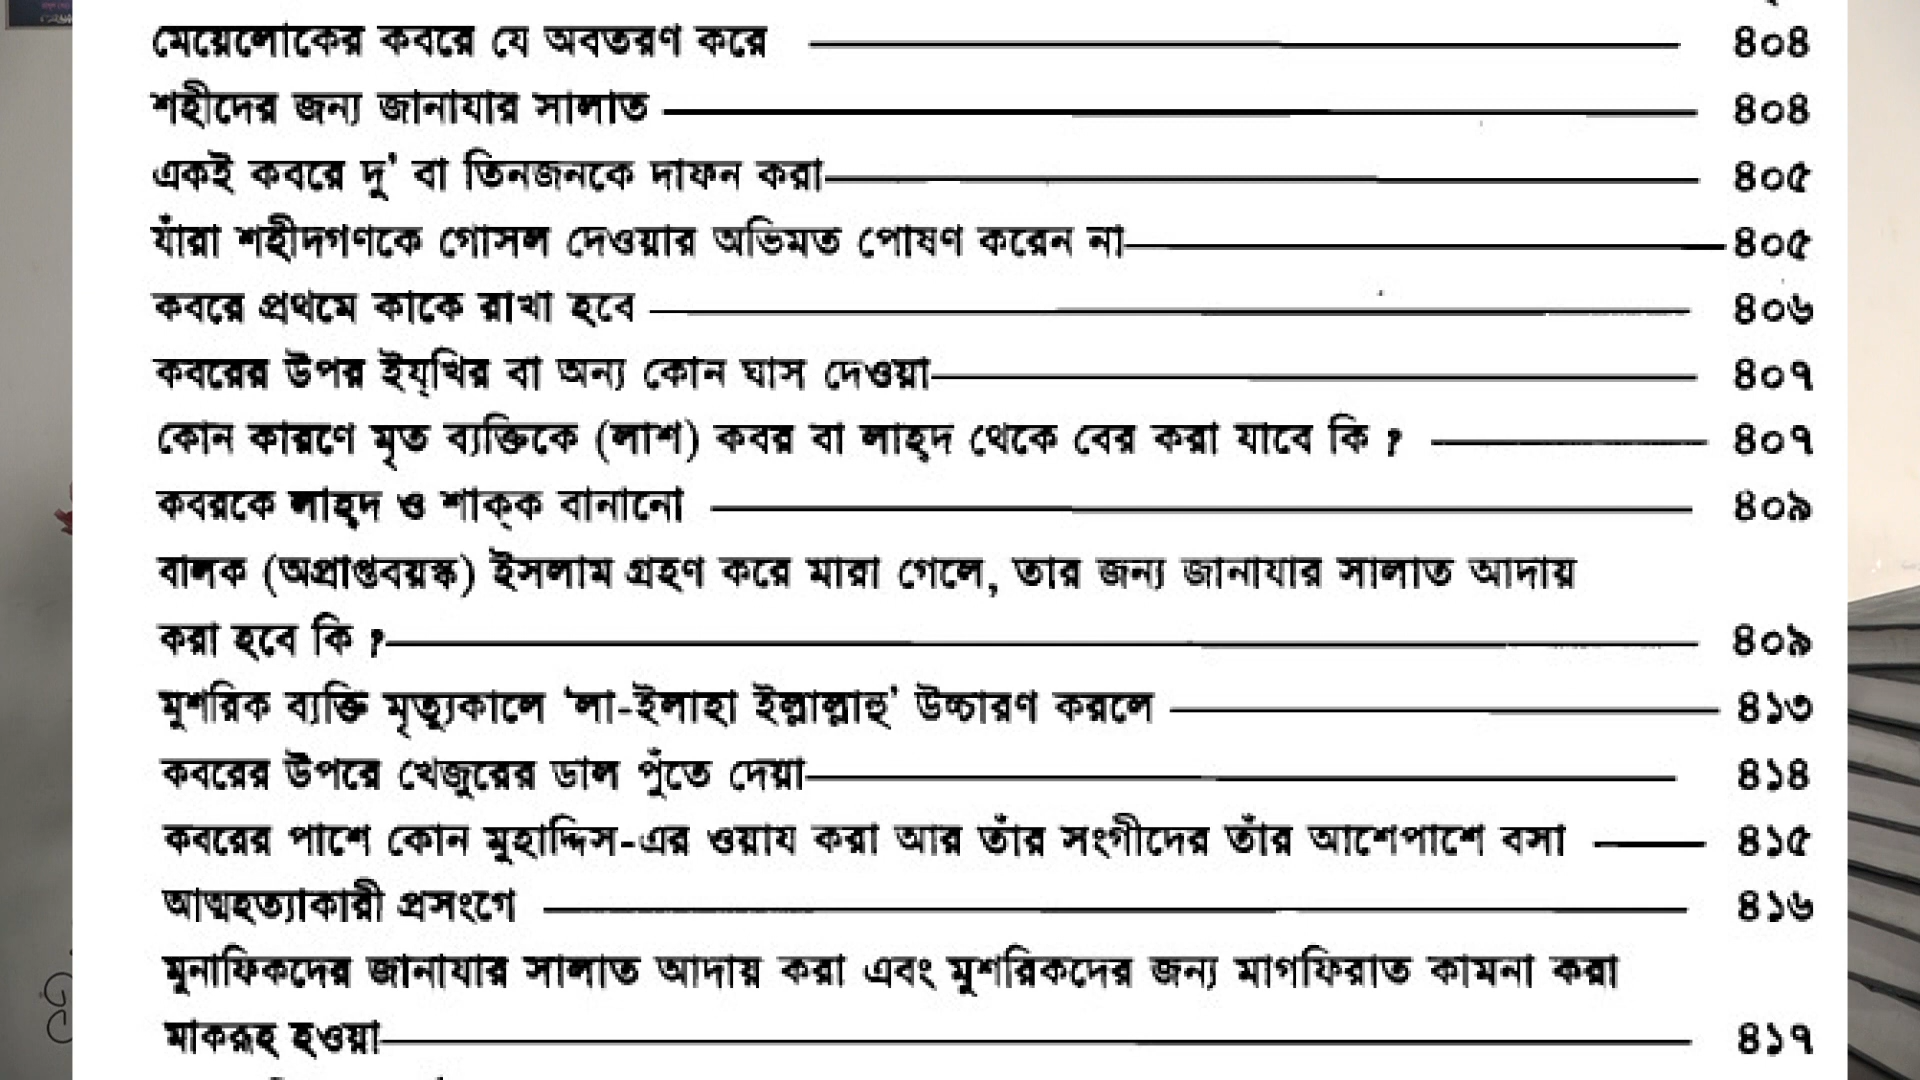 মেয়েলোকের কবরে যে অবতরণ করে ৪০৪
শহীদের জন্য জানাযার সালাত ৪০৪
একই কবরে দু' বা তিনজনকে দাফন করা ৪০৫
যাঁরা শহীদগণকে গোসল দেওয়ার অভিমত পোষণ করেন না ৪০৫
কবরে প্রথমে কাকে রাখা হবে ৪০৬
কবরের উপর ইয্‌খির বা অন্য কোন ঘাস দেওয়া ৪০৭
কোন কারণে মৃত ব্যক্তিকে (লাশ) কবর বা লাহ্‌দ থেকে বের করা যাবে কি ? ৪০৭
কবরকে লাহ্‌দ ও শাক্‌ক বানানো ৪০৯
বালক (অপ্রাপ্তবয়স্ক) ইসলাম গ্রহণ করে মারা গেলে, তার জন্য জানাযার সালাত আদায়
করা হবে কি ? ৪০৯
মুশরিক ব্যক্তি মৃত্যুকালে 'লা-ইলাহা ইল্লাল্লাহু' উচ্চারণ করলে ৪১৩
কবরের উপরে খেজুরের ডাল পুঁতে দেয়া ৪১৪
কবরের পাশে কোন মুহাদ্দিস-এর ওয়ায করা আর তাঁর সংগীদের তাঁর আশেপাশে বসা ৪১৫
আত্মহত্যাকারী প্রসংগে ৪১৬
মুনাফিকদের জানাযার সালাত আদায় করা এবং মুশরিকদের জন্য মাগফিরাত কামনা করা
মাকরূহ হওয়া ৪১৭